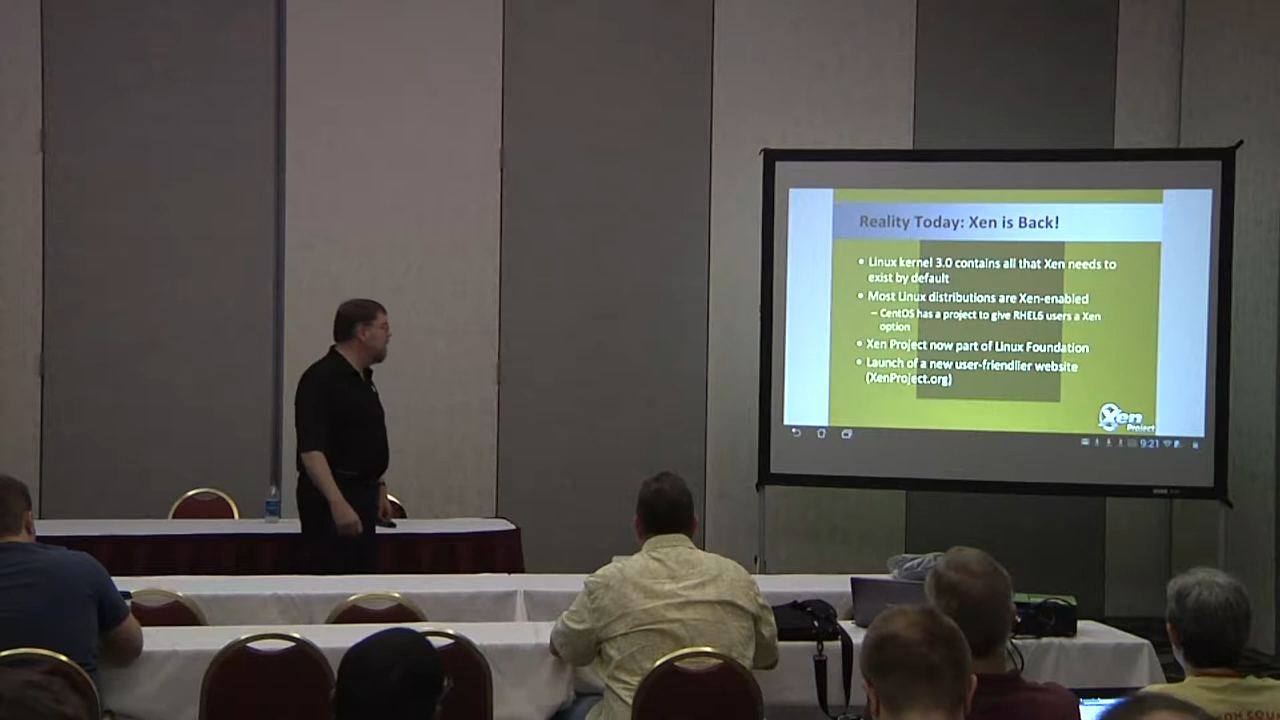 Reality Today: Xen is Back!
• Linux kernel 3.0 contains all that Xen needs to
exist by default
• Most Linux distributions are Xen-enabled
– CentOS has a project to give RHEL6 users a Xen
option
• Xen Project now part of Linux Foundation
• Launch of a new user-friendlier website
(XenProject.org)
Xen
Project
9:21